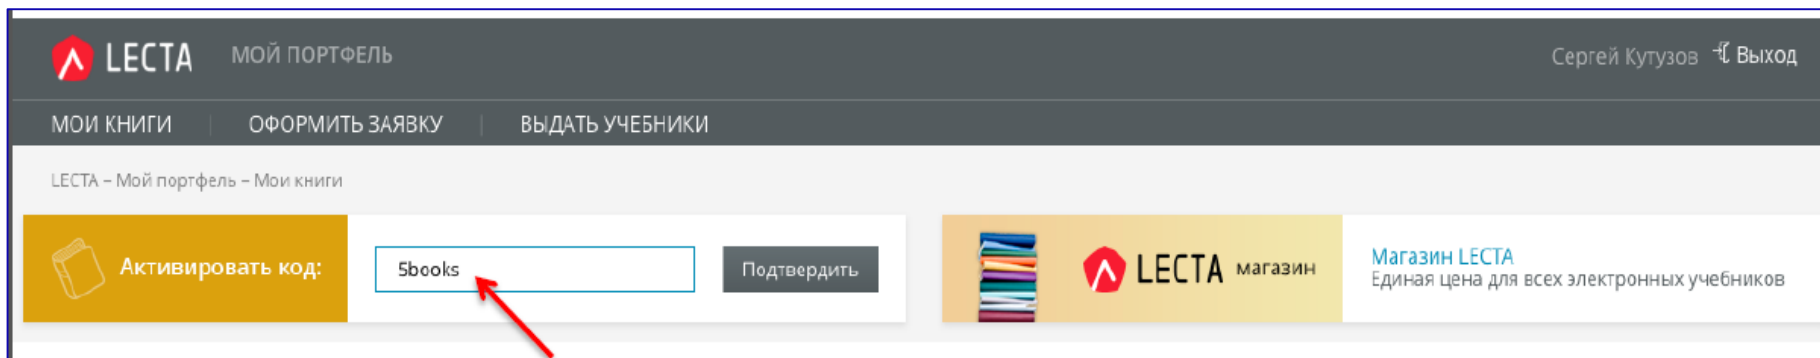 LECTA МОЙ ПОРТФЕЛЬ Сергей Кутузов Выход
МОИ КНИГИ ОФОРМИТЬ ЗАЯВКУ ВЫДАТЬ УЧЕБНИКИ
LECTA – Мой портфель – Мои книги
Активировать код: 5books Подтвердить
LECTA магазин
Магазин LECTA
Единая цена для всех электронных учебников